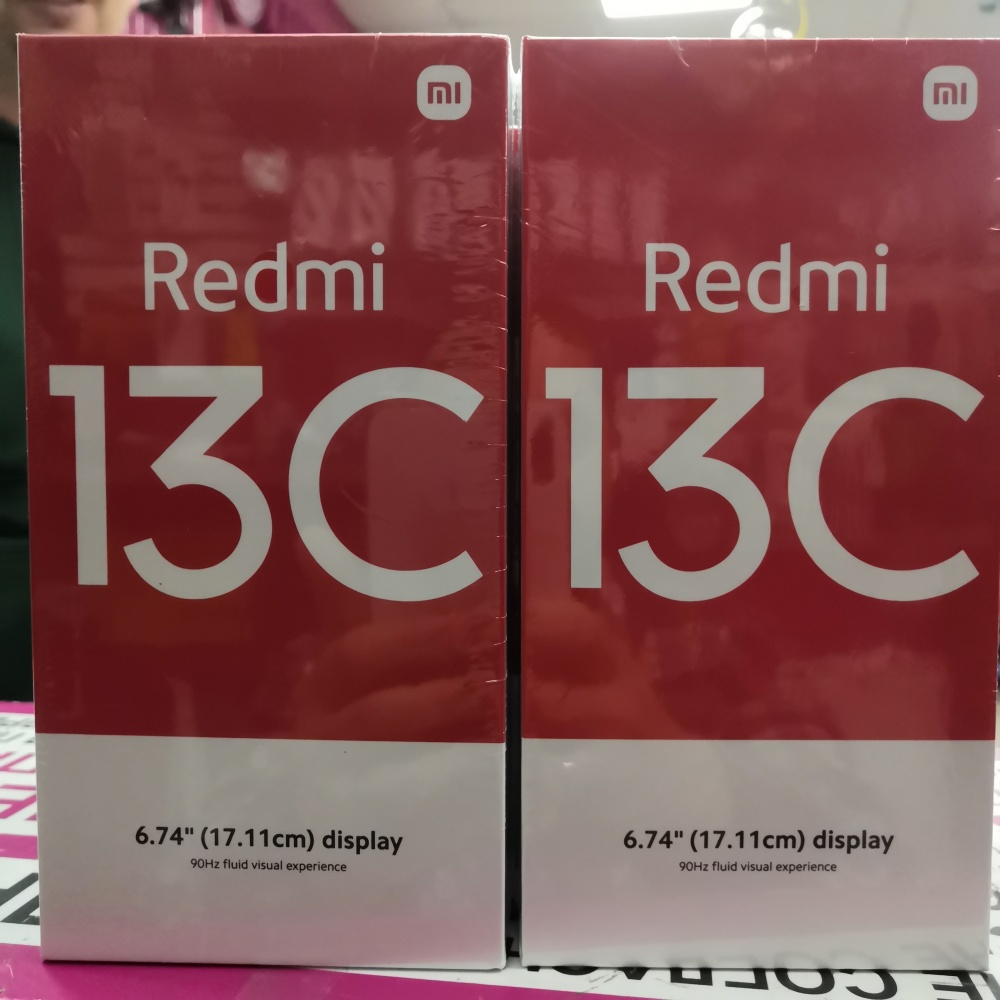 mi
Redmi
13C
6.74" (17.11cm) display
90Hz fluid visual experience
mi
Redmi
13C
6.74" (17.11cm) display
90Hz fluid visual experience